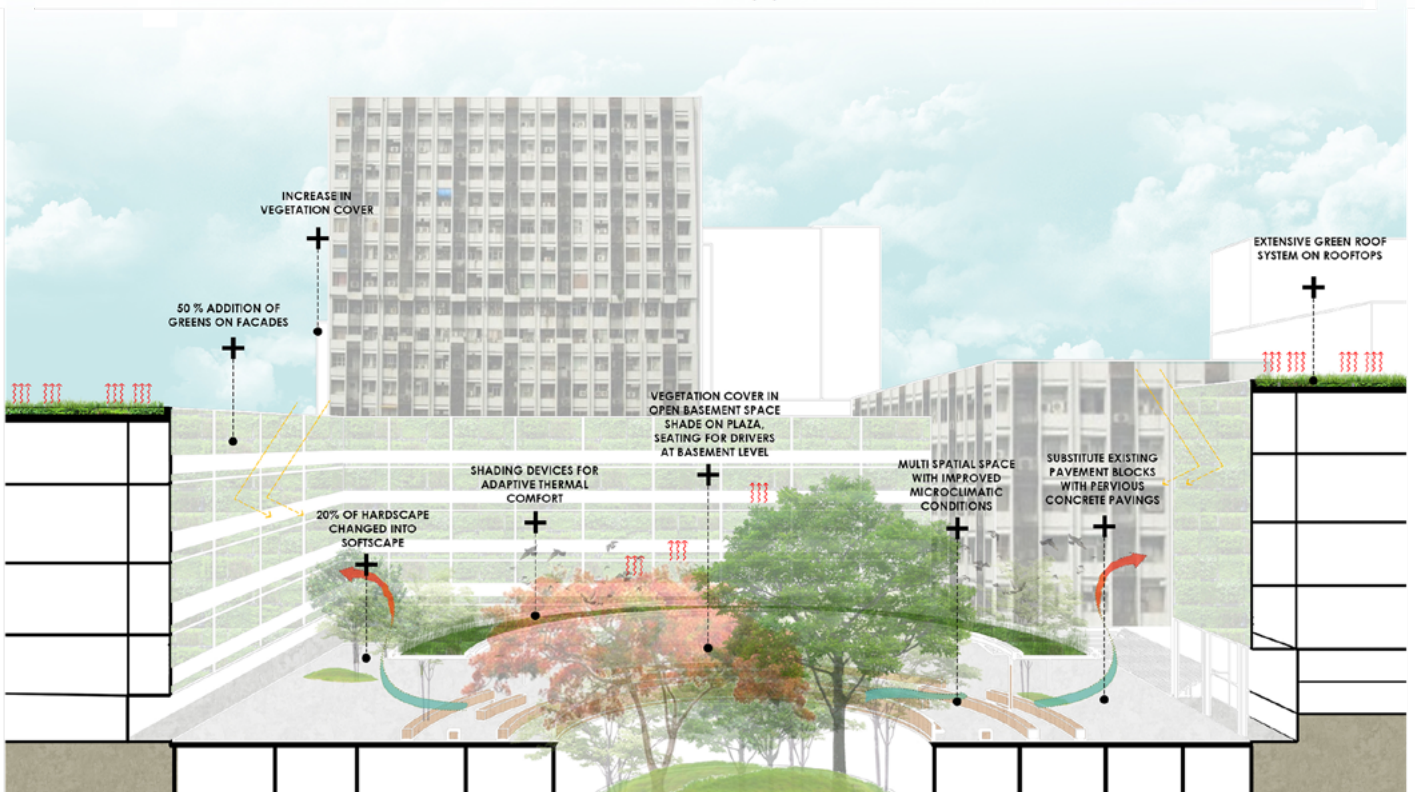 INCREASE IN
VEGETATION COVER
50 % ADDITION OF
GREENS ON FACADES
EXTENSIVE GREEN ROOF
SYSTEM ON ROOFTOPS
VEGETATION COVER IN
OPEN BASEMENT SPACE
SHADE ON PLAZA,
SEATING FOR DRIVERS
AT BASEMENT LEVEL
SHADING DEVICES FOR
ADAPTIVE THERMAL
COMFORT
MULTI SPATIAL SPACE
WITH IMPROVED
MICROCLIMATIC
CONDITIONS
SUBSTITUTE EXISTING
PAVEMENT BLOCKS
WITH PERVIOUS
CONCRETE PAVINGS
20% OF HARDSCAPE
CHANGED INTO
SOFTSCAPE